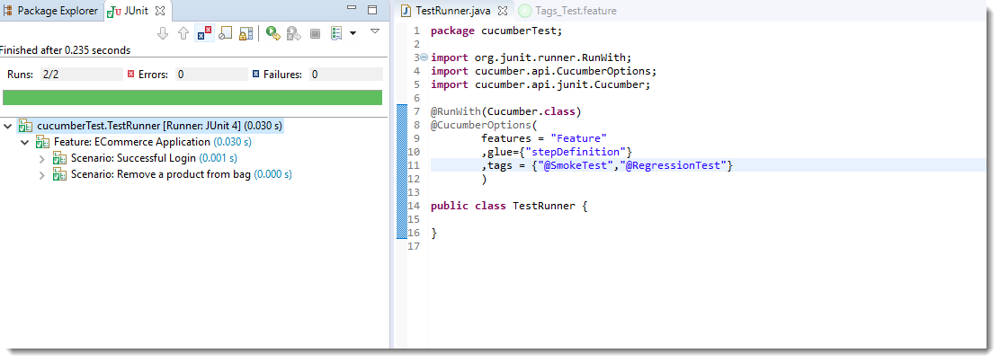 Package Explorer JUnit
Finished after 0.235 seconds
Runs: 2/2 Errors: 0 Failures: 0
cucumberTest.TestRunner [Runner: JUnit 4] (0.030 s)
Feature: ECommerce Application (0.030 s)
Scenario: Successful Login (0.001 s)
Scenario: Remove a product from bag (0.000 s)
TestRunner.java Tags_Test.feature
1 package cucumberTest;
2
3 import org.junit.runner.RunWith;
4 import cucumber.api.CucumberOptions;
5 import cucumber.api.junit.Cucumber;
6
7 @RunWith(Cucumber.class)
8 @CucumberOptions(
9 features = "Feature"
10 ,glue={"stepDefinition"}
11 ,tags = {"@SmokeTest","@RegressionTest"}
12 )
13
14 public class TestRunner {
15
16 }
17